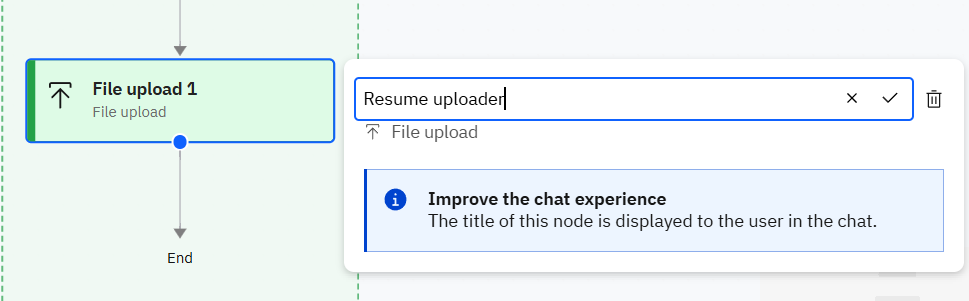 File upload 1
File upload
End
Resume uploader
File upload
Improve the chat experience
The title of this node is displayed to the user in the chat.